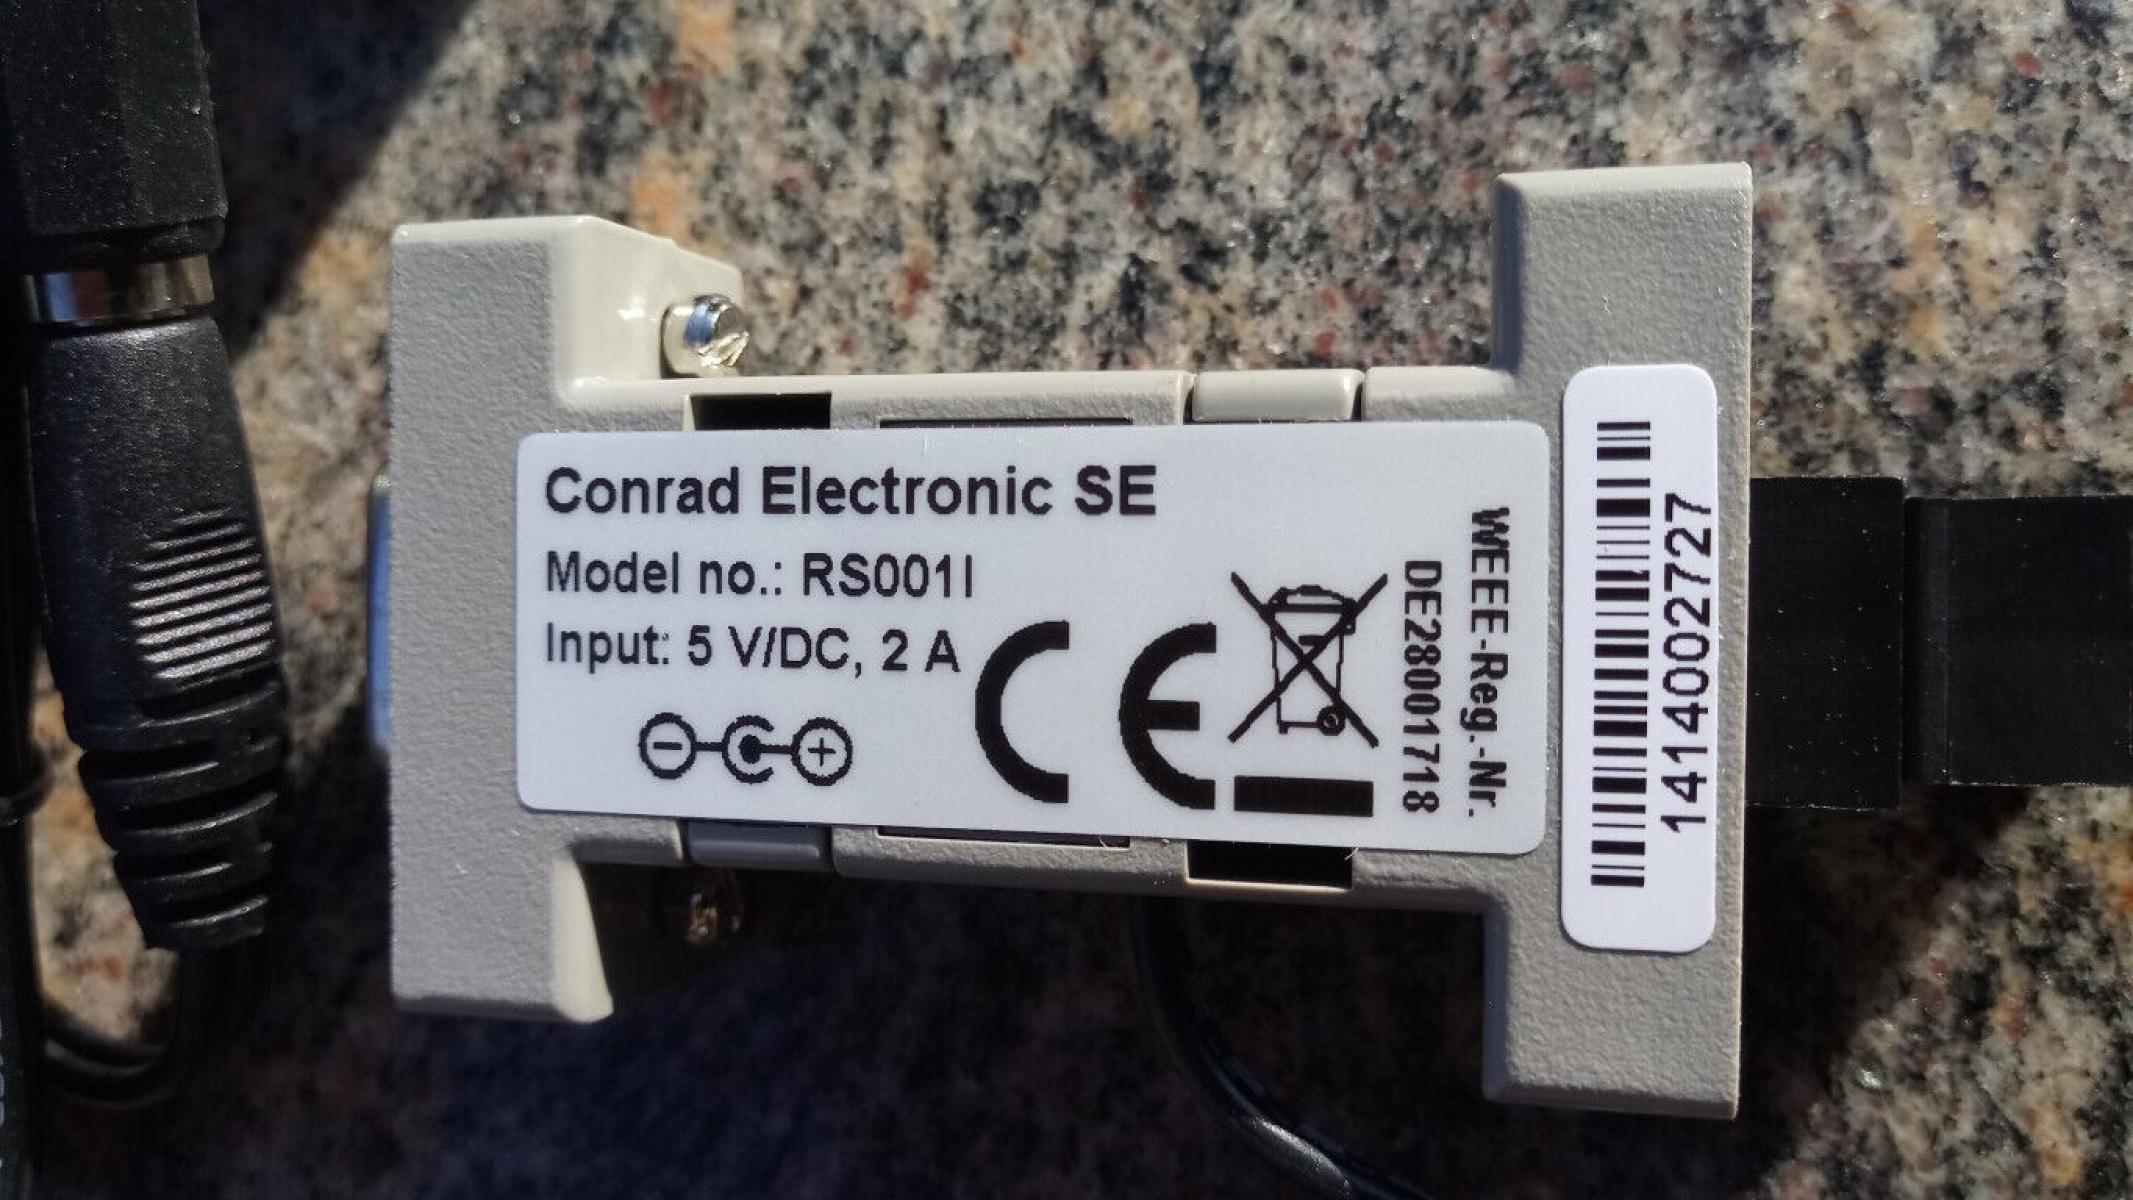 Conrad Electronic SE
Model no.: RS001I
Input: 5 V/DC, 2 A
CE
WEEE-Reg.-Nr.
DE28001718
1414002727